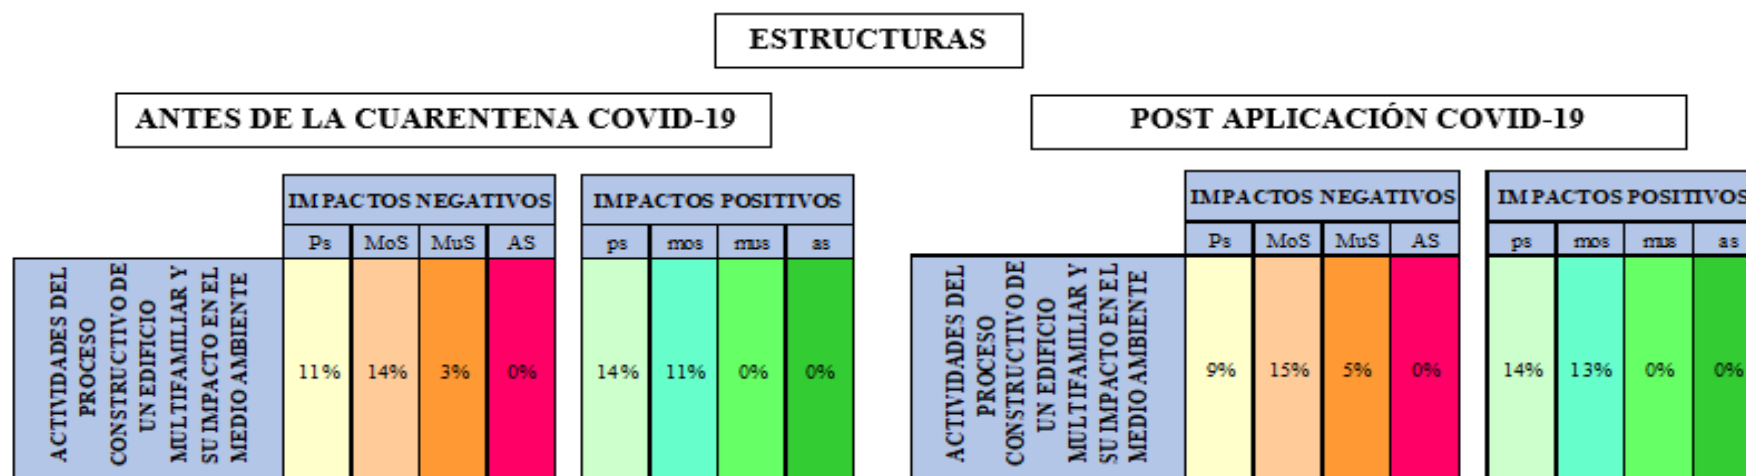 ESTRUCTURAS
ANTES DE LA CUARENTENA COVID-19
POST APLICACIÓN COVID-19
IMPACTOS NEGATIVOS
IMPACTOS POSITIVOS
Ps MoS MuS AS
ps mos mus as
ACTIVIDADES DEL
PROCESO
CONSTRUCTIVO DE
UN EDIFICIO
MULTIFAMILIAR Y
SU IMPACTO EN EL
MEDIO AMBIENTE
11% 14% 3% 0%
14% 11% 0% 0%
IMPACTOS NEGATIVOS
IMPACTOS POSITIVOS
Ps MoS MuS AS
ps mos mus as
ACTIVIDADES DEL
PROCESO
CONSTRUCTIVO DE
UN EDIFICIO
MULTIFAMILIAR Y
SU IMPACTO EN EL
MEDIO AMBIENTE
9% 15% 5% 0%
14% 13% 0% 0%